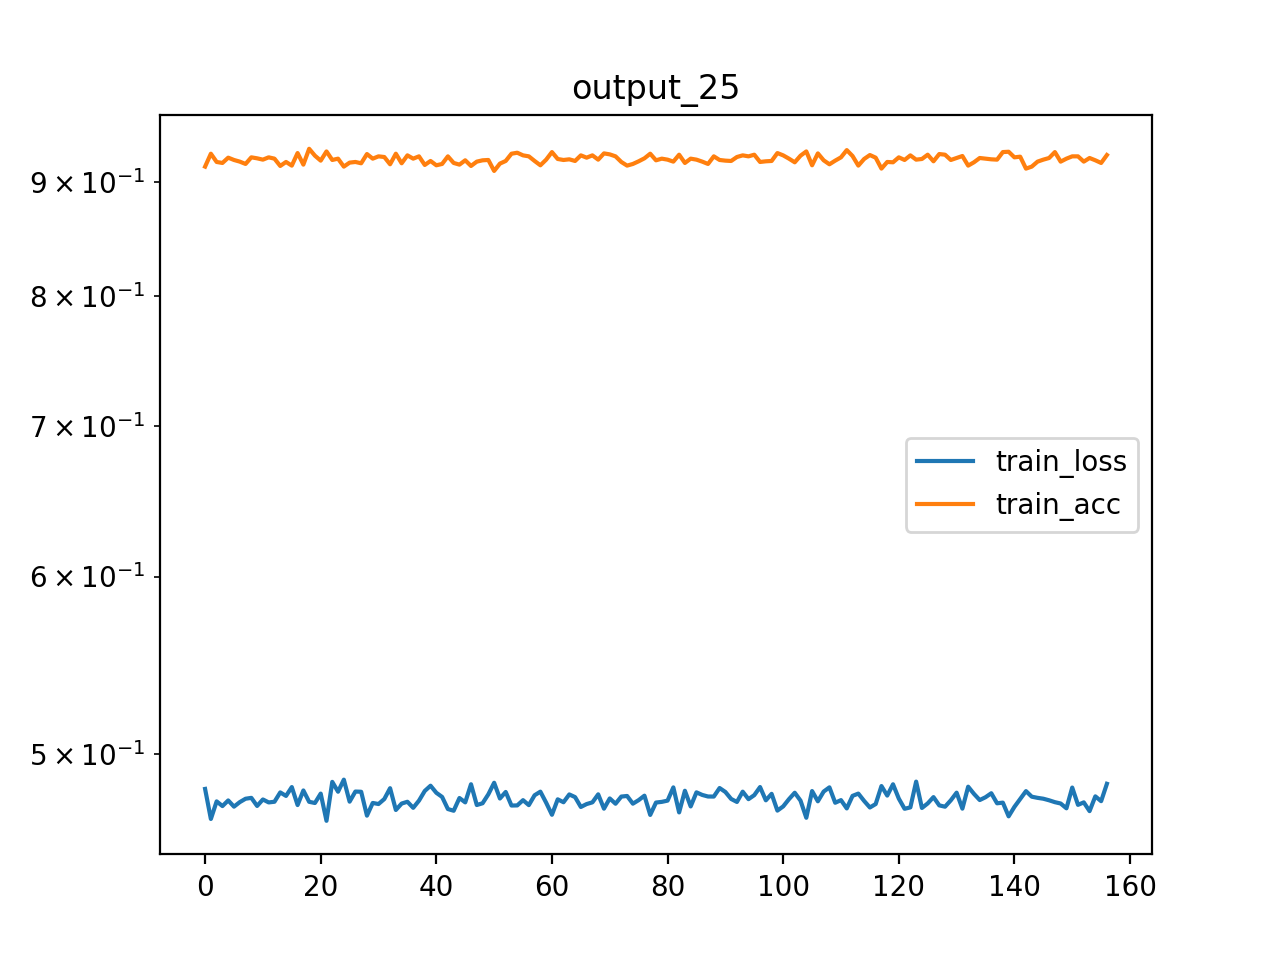 output_25
9 × 10⁻¹
8 × 10⁻¹
7 × 10⁻¹
6 × 10⁻¹
5 × 10⁻¹
train_loss
train_acc
0 20 40 60 80 100 120 140 160